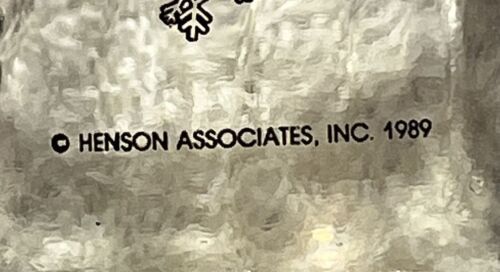 © HENSON ASSOCIATES, INC. 1989